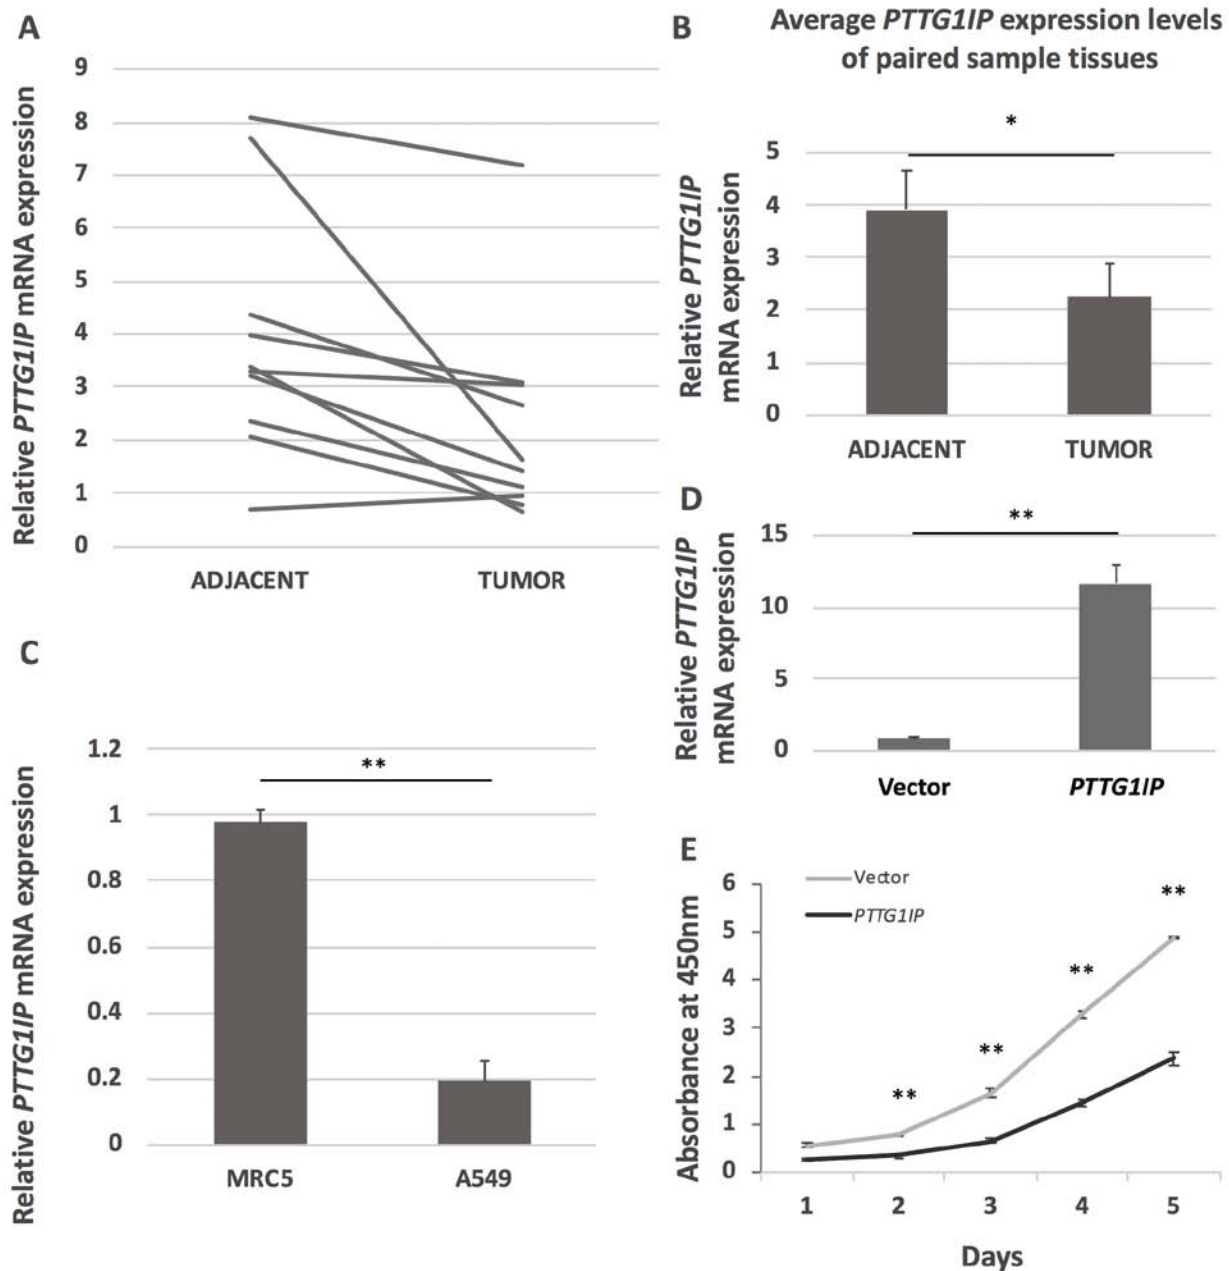 A
Relative PTTG1IP mRNA expression
9
8
7
6
5
4
3
2
1
0
ADJACENT TUMOR
B
Average PTTG1IP expression levels
of paired sample tissues
Relative PTTG1IP
mRNA expression
*
5
4
3
2
1
0
ADJACENT TUMOR
C
Relative PTTG1IP mRNA expression
1.2
1
0.8
0.6
0.4
0.2
0
**
MRC5 A549
D
Relative PTTG1IP
mRNA expression
**
15
10
5
0
Vector PTTG1IP
E
Absorbance at 450nm
6
5
4
3
2
1
0
Vector
PTTG1IP
**
**
**
**
1 2 3 4 5
Days